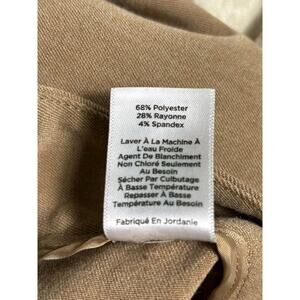 68% Polyester
28% Rayonne
4% Spandex
Laver À La Machine À
L'eau Froide
Agent De Blanchiment
Non Chloré Seulement
Au Besoin
Sécher Par Culbutage
À Basse Température
Repasser À Basse
Température Au Besoin
Fabriqué En Jordanie